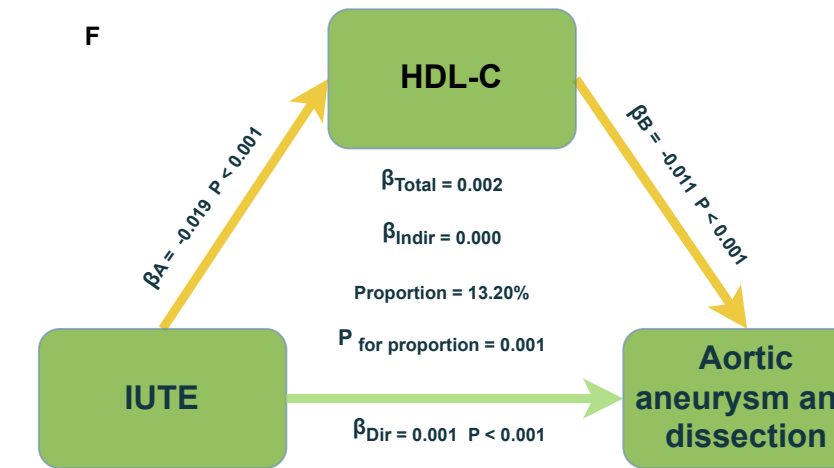 F
HDL-C
βA = -0.019 P < 0.001
βB = -0.011 P < 0.001
βTotal = 0.002
βIndir = 0.000
Proportion = 13.20%
P for proportion = 0.001
IUTE
βDir = 0.001 P < 0.001
Aortic
aneurysm an
dissection